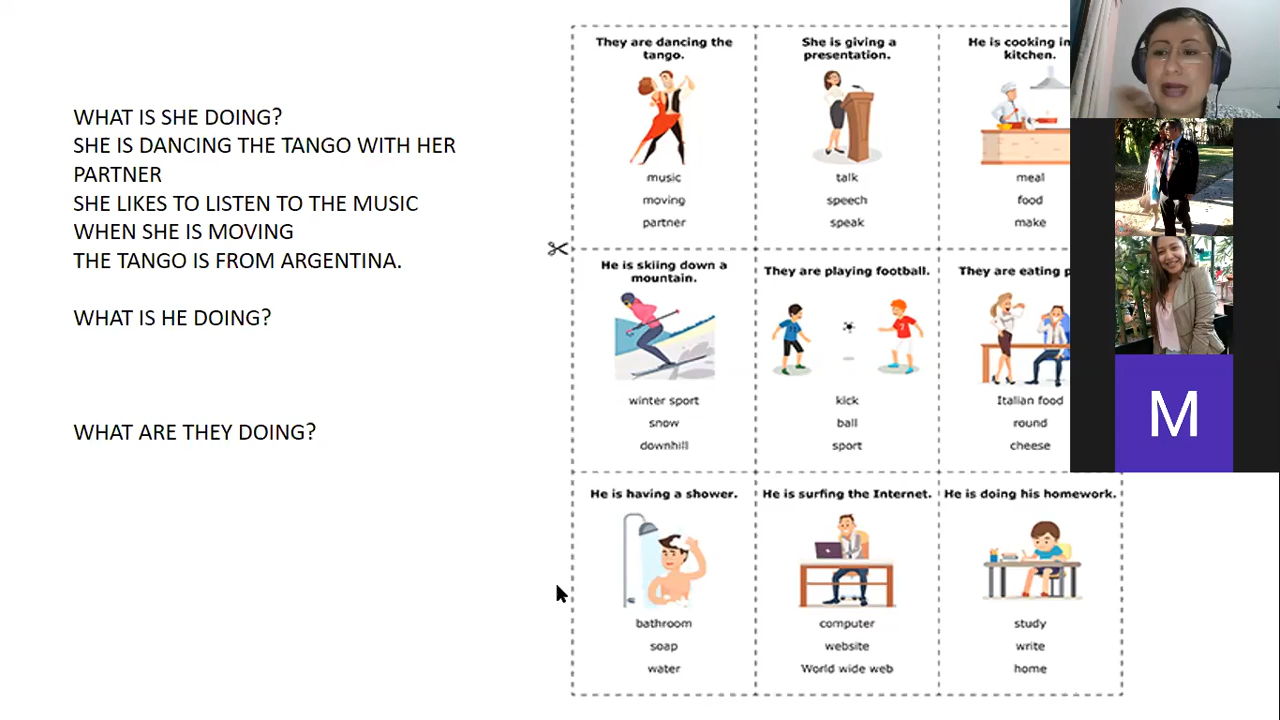 WHAT IS SHE DOING?
SHE IS DANCING THE TANGO WITH HER
PARTNER
SHE LIKES TO LISTEN TO THE MUSIC
WHEN SHE IS MOVING
THE TANGO IS FROM ARGENTINA.
WHAT IS HE DOING?
WHAT ARE THEY DOING?
They are dancing the
tango.
music
moving
partner
She is giving a
presentation.
talk
speech
speak
He is cooking in
kitchen.
meal
food
make
He is skiing down a
mountain.
winter sport
snow
downhill
They are playing football.
kick
ball
sport
They are eating
Italian food
round
cheese
He is having a shower.
bathroom
soap
water
He is surfing the Internet.
computer
website
World wide web
He is doing his homework.
study
write
home
M